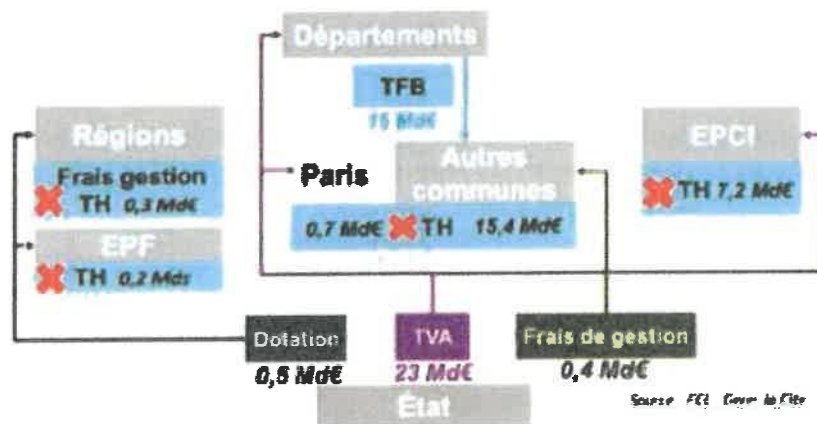 Départements
TFB
15 Md€
Régions
Frais gestion
TH 0,3 Md€
EPF
TH 0,2 Mds
Paris
Autres
communes
0,7 Md€ TH 15,4 Md€
EPCI
TH 7,2 Md€
Dotation
0,5 Md€
TVA
23 Md€
Frais de gestion
0,4 Md€
État
Source FCL